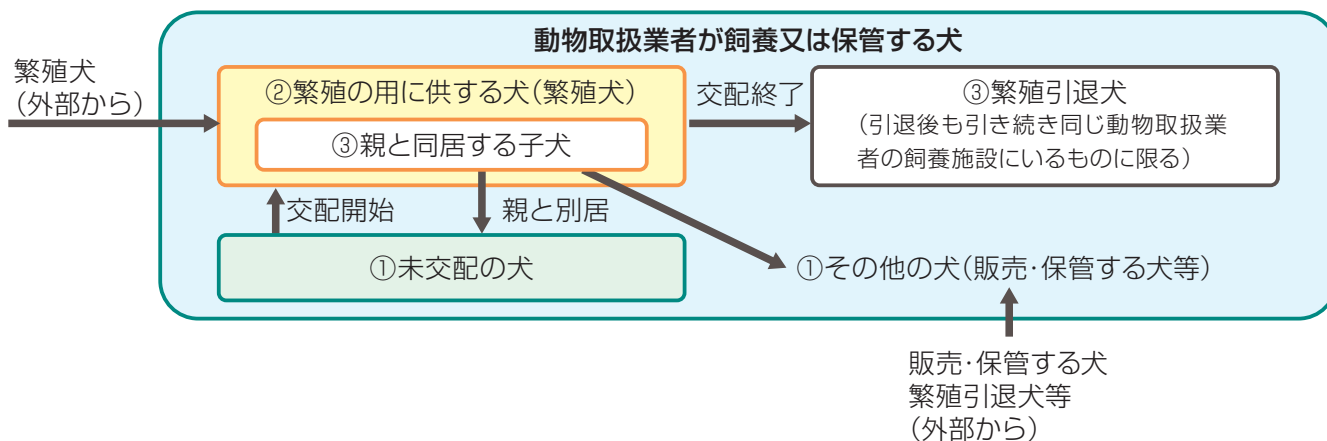 動物取扱業者が飼養又は保管する犬
繁殖犬
（外部から）
②繁殖の用に供する犬（繁殖犬）
③親と同居する子犬
交配終了
③繁殖引退犬
（引退後も引き続き同じ動物取扱業
者の飼養施設にいるものに限る）
交配開始
親と別居
①未交配の犬
①その他の犬（販売・保管する犬等）
販売・保管する犬
繁殖引退犬等
（外部から）